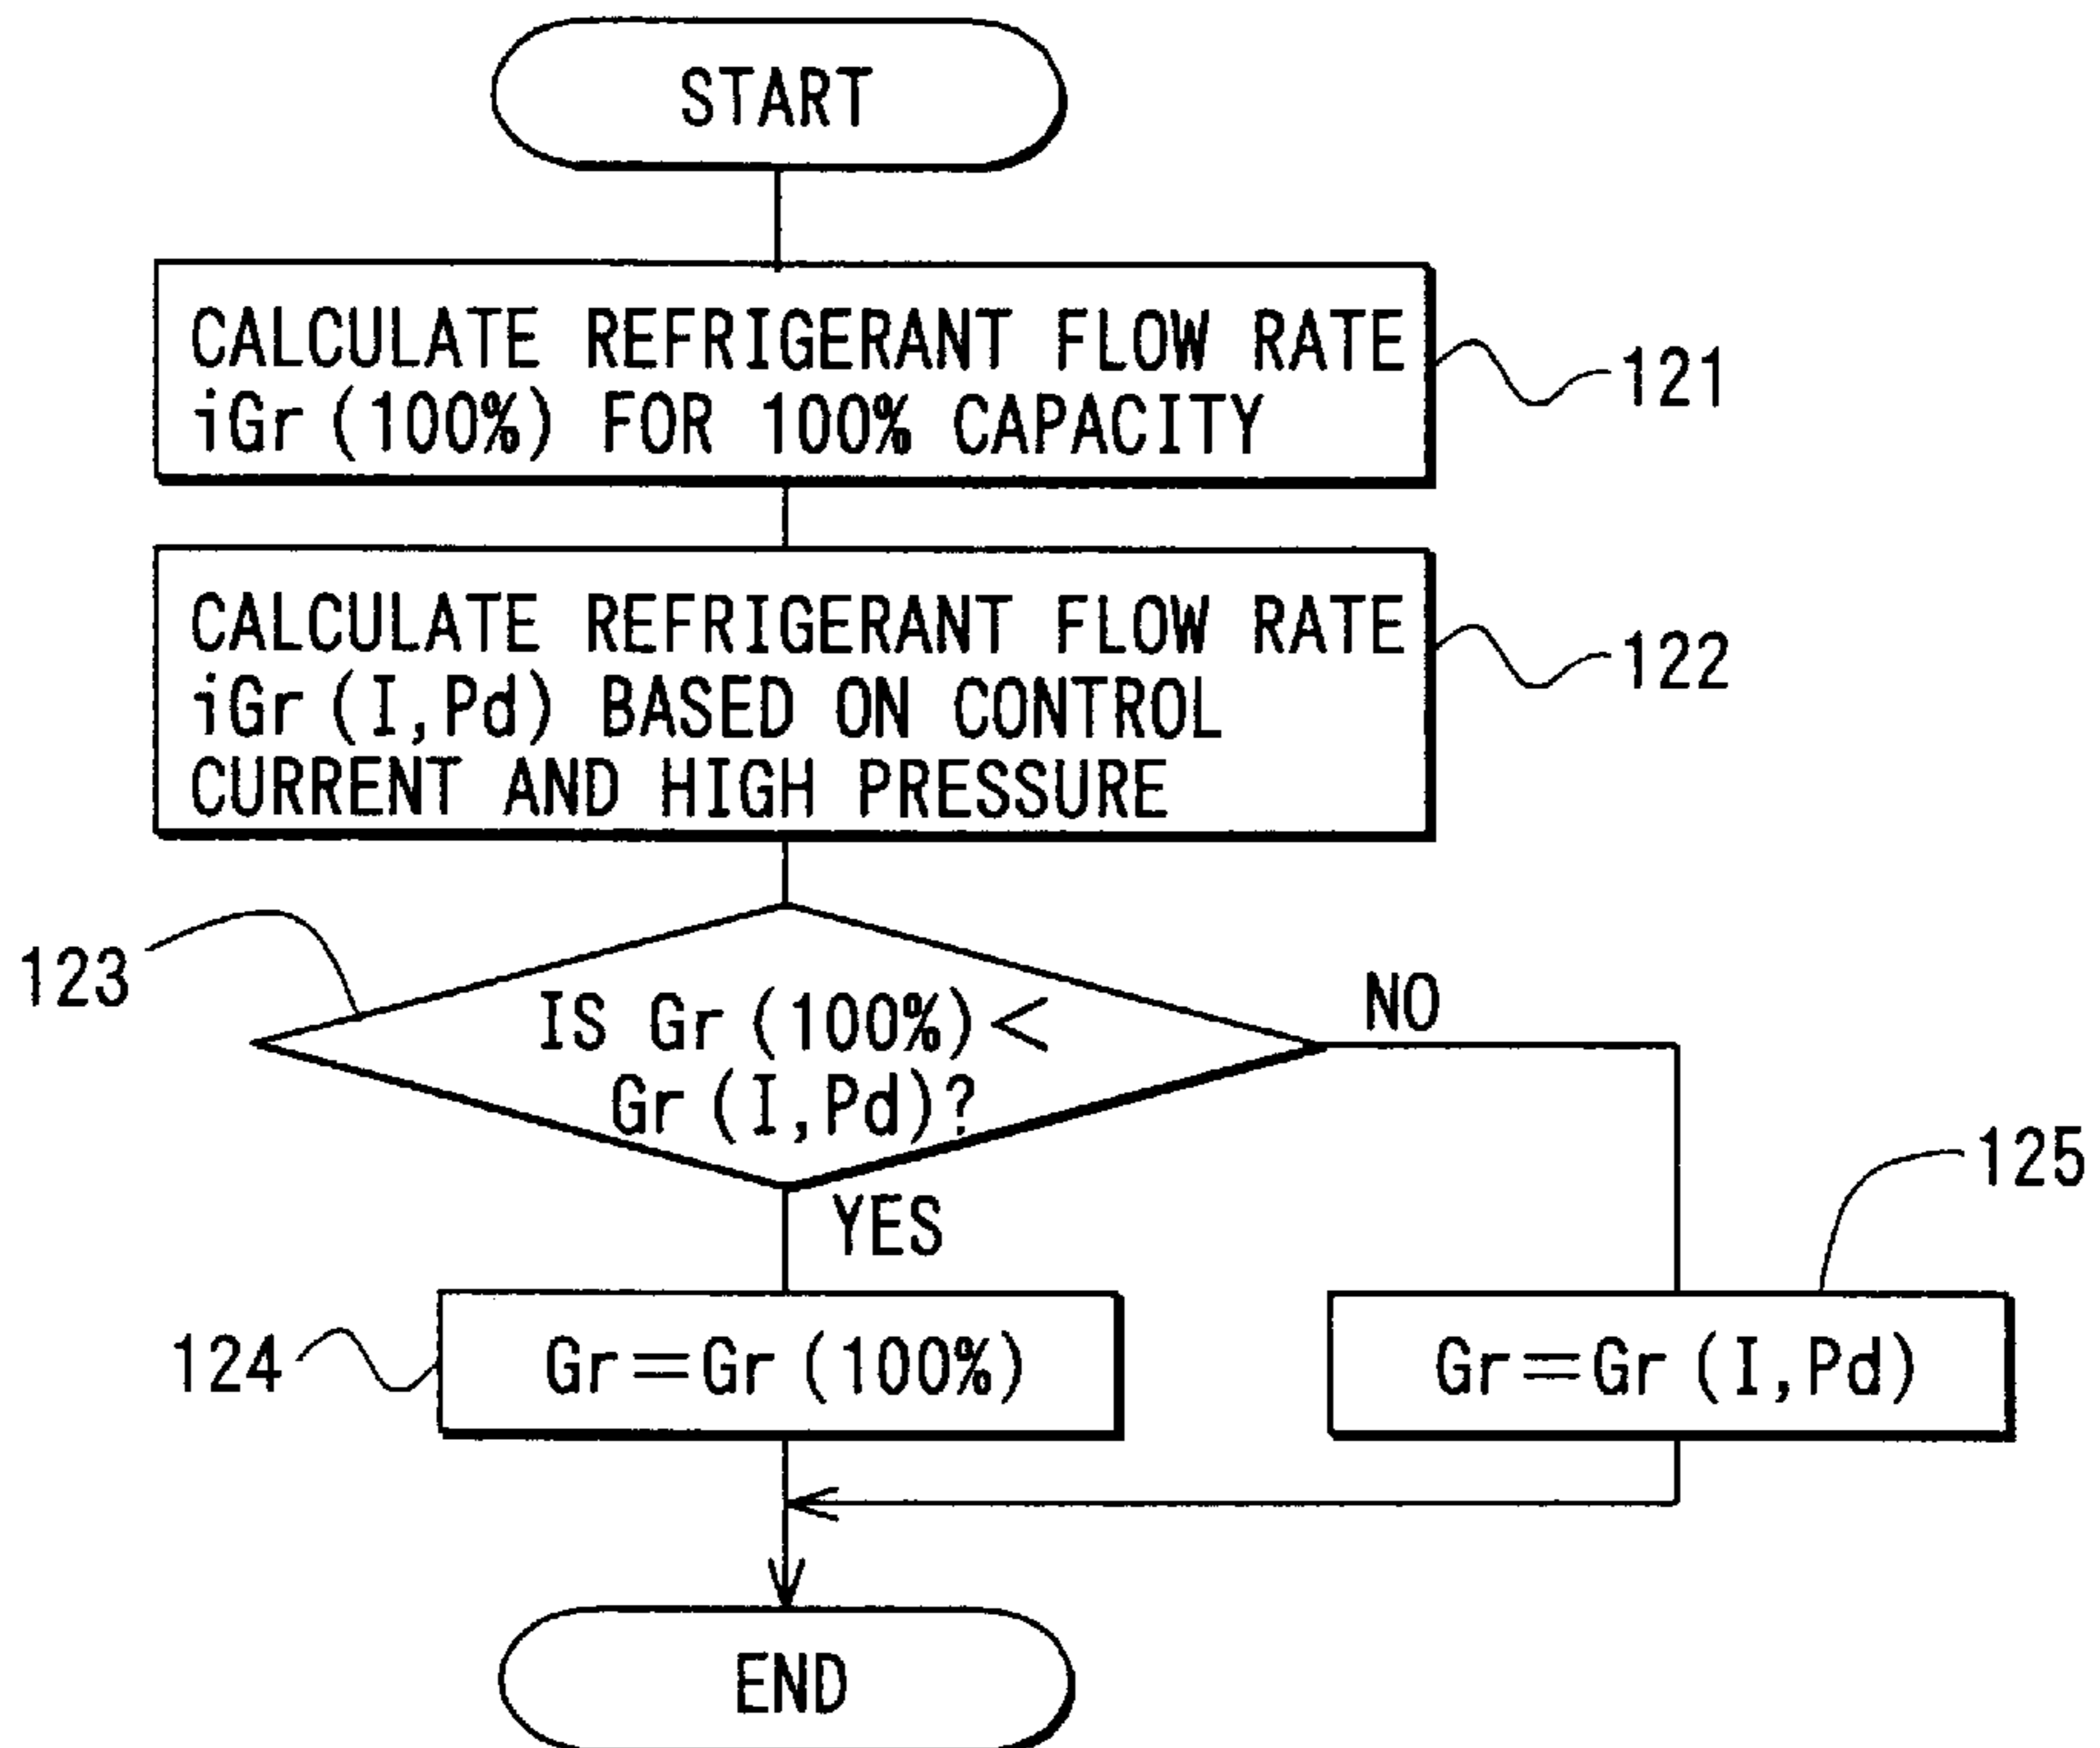 START
CALCULATE REFRIGERANT FLOW RATE
iGr (100%) FOR 100% CAPACITY
121
CALCULATE REFRIGERANT FLOW RATE
iGr (I,Pd) BASED ON CONTROL
CURRENT AND HIGH PRESSURE
122
123
IS Gr (100%)<
Gr (I,Pd)?
NO
YES
125
124
Gr=Gr (100%)
Gr=Gr (I,Pd)
END